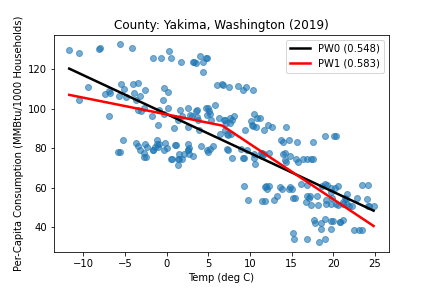 County: Yakima, Washington (2019)
PW0 (0.548)
PW1 (0.583)
Per-Capita Consumption (MMBtu/1000 Households)
120
100
80
60
40
−10
−5
0
5
10
15
20
25
Temp (deg C)